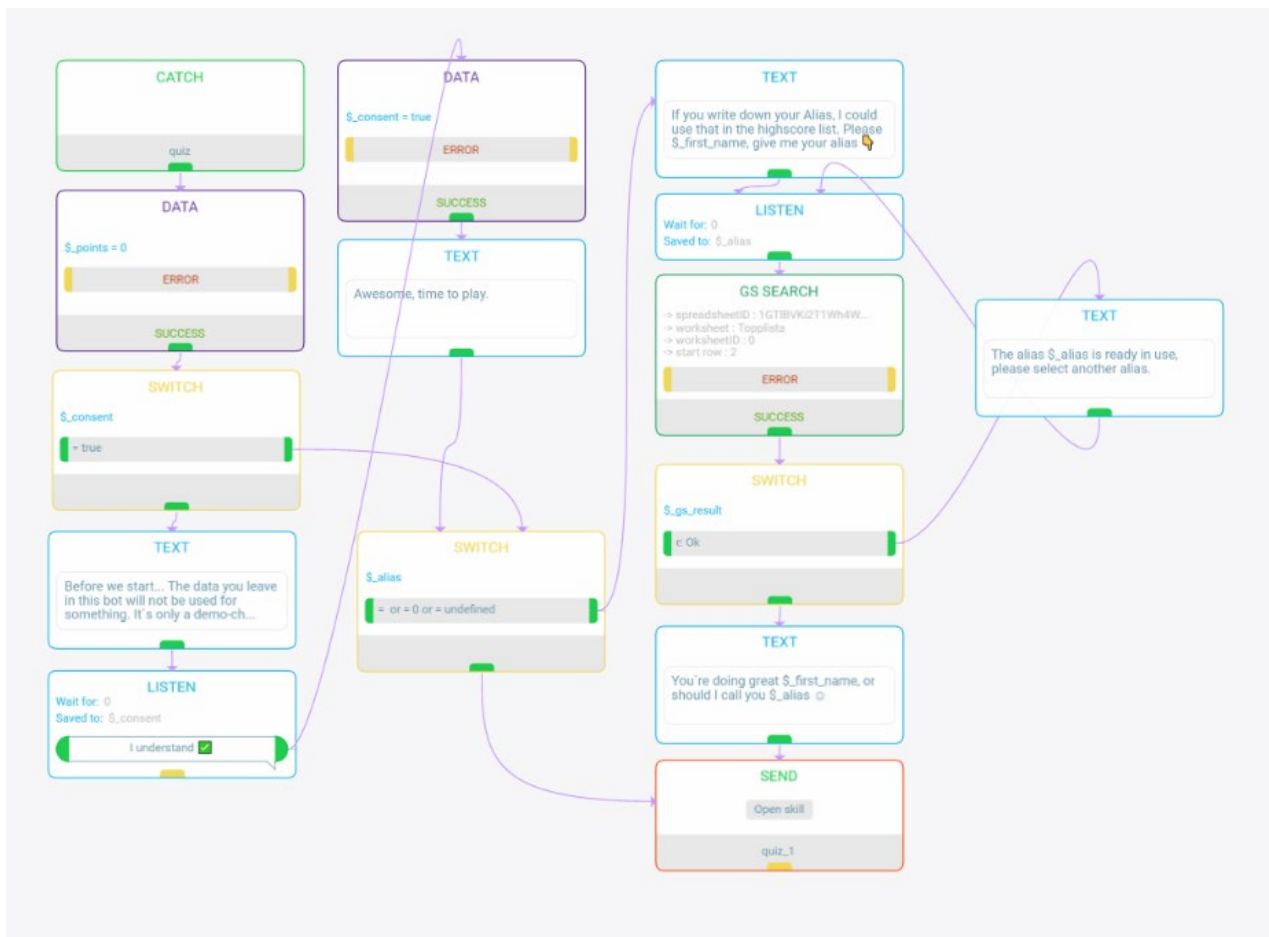 CATCH
quiz
DATA
$_points = 0
ERROR
SUCCESS
SWITCH
$_consent
= true
TEXT
Before we start... The data you leave
in this bot will not be used for
something. It´s only a demo-ch...
LISTEN
Wait for: 0
Saved to: $_consent
I understand ✅
DATA
$_consent = true
ERROR
SUCCESS
TEXT
Awesome, time to play.
SWITCH
$_alias
= or = 0 or = undefined
TEXT
If you write down your Alias, I could
use that in the highscore list. Please
$_first_name, give me your alias 👇
LISTEN
Wait for: 0
Saved to: $_alias
GS SEARCH
-> spreadsheetID : 1GTlBVKi2T1Wh4W...
-> worksheet : Topplista
-> worksheetID : 0
-> start row : 2
ERROR
SUCCESS
SWITCH
$_gs_result
c Ok
TEXT
You´re doing great $_first_name, or
should I call you $_alias ☺
SEND
Open skill
quiz_1
TEXT
The alias $_alias is ready in use,
please select another alias.